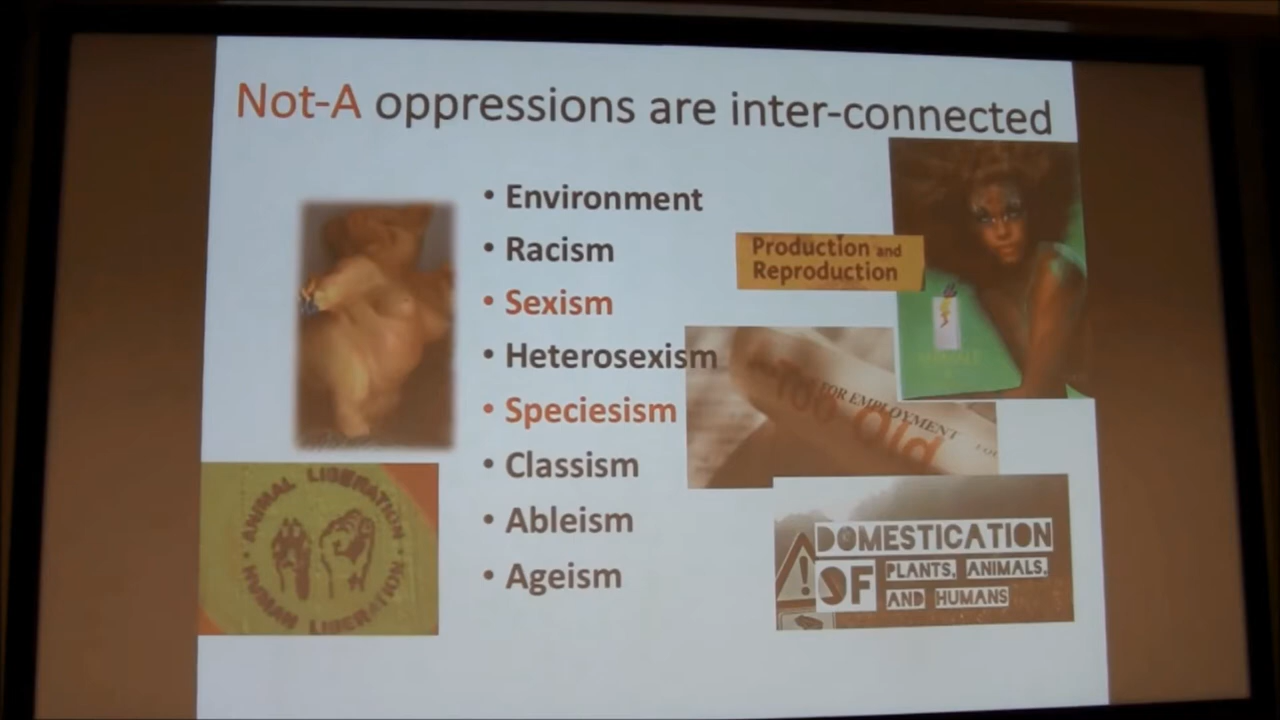 Not-A oppressions are inter-connected
• Environment
• Racism
• Sexism
• Heterosexism
• Speciesism
• Classism
• Ableism
• Ageism
Production and
Reproduction
FOR EMPLOYMENT
Too Old
ANIMAL LIBERATION
HUMAN LIBERATION
DOMESTICATION
OF PLANTS, ANIMALS,
AND HUMANS